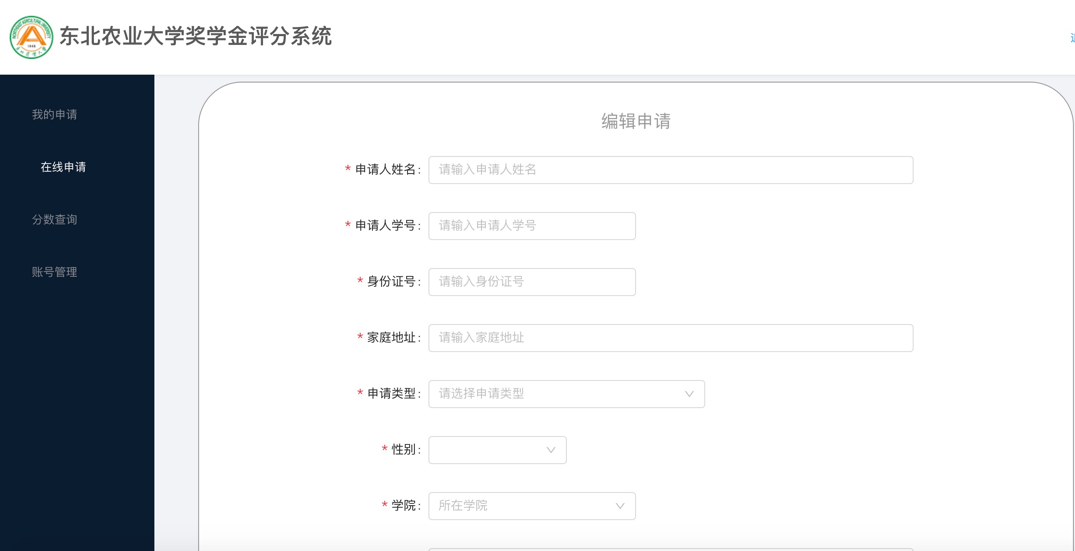 东北农业大学奖学金评分系统
我的申请
在线申请
分数查询
账号管理
编辑申请
* 申请人姓名: 请输入申请人姓名
* 申请人学号: 请输入申请人学号
* 身份证号: 请输入身份证号
* 家庭地址: 请输入家庭地址
* 申请类型: 请选择申请类型
* 性别:
* 学院: 所在学院